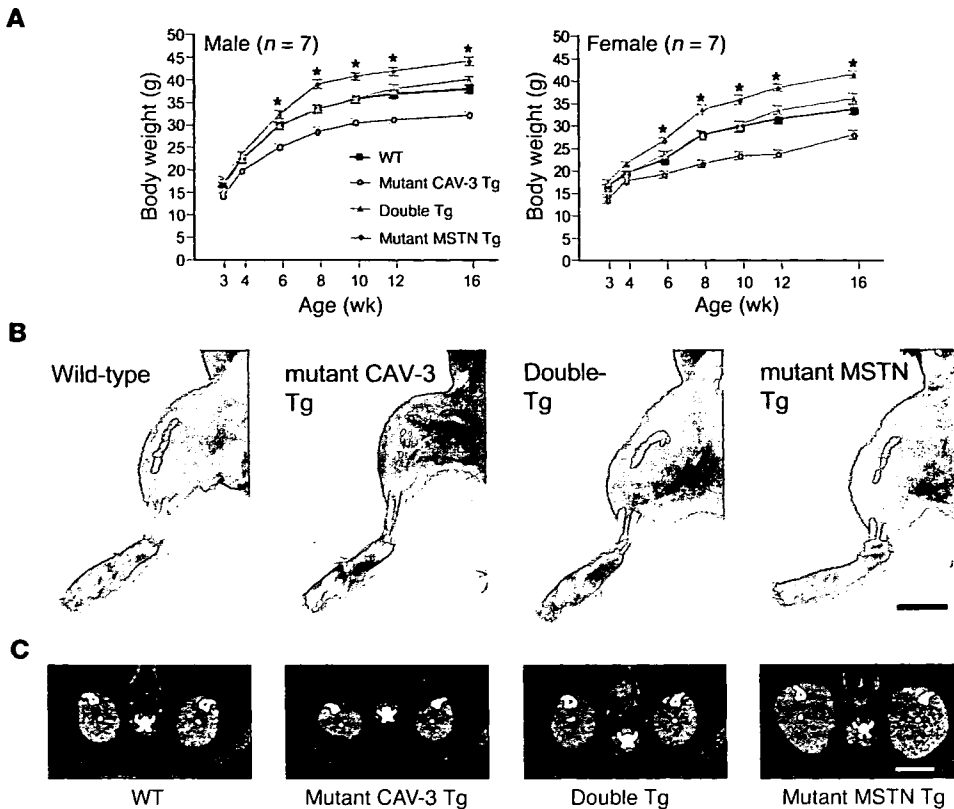 A
Male (n = 7)
Body weight (g)
50
45
40
35
30
25
20
15
10
5
0
3 4 6 8 10 12 16
Age (wk)
WT
Mutant CAV-3 Tg
Double Tg
Mutant MSTN Tg
Female (n = 7)
Body weight (g)
50
45
40
35
30
25
20
15
10
5
0
3 4 6 8 10 12 16
Age (wk)
B
Wild-type
mutant CAV-3
Tg
Double-
Tg
mutant MSTN
Tg
C
WT
Mutant CAV-3 Tg
Double Tg
Mutant MSTN Tg